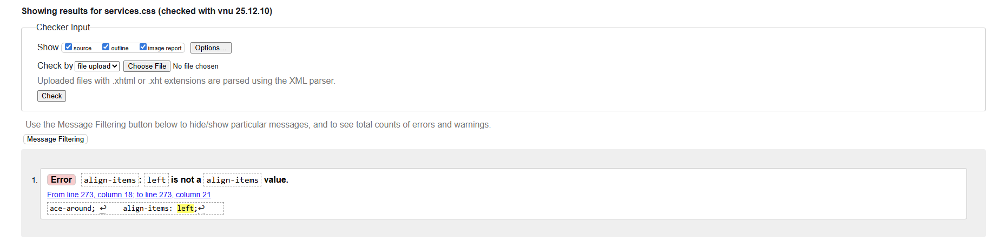 Showing results for services.css (checked with vnu 25.12.10)
Checker Input
Show source outline image report Options...
Check by file upload Choose File No file chosen
Uploaded files with .xhtml or .xht extensions are parsed using the XML parser.
Check
Use the Message Filtering button below to hide/show particular messages, and to see total counts of errors and warnings.
Message Filtering
1. Error align-items: left is not a align-items value.
From line 273, column 18; to line 273, column 21
ace-around; ↩ align-items: left;↩